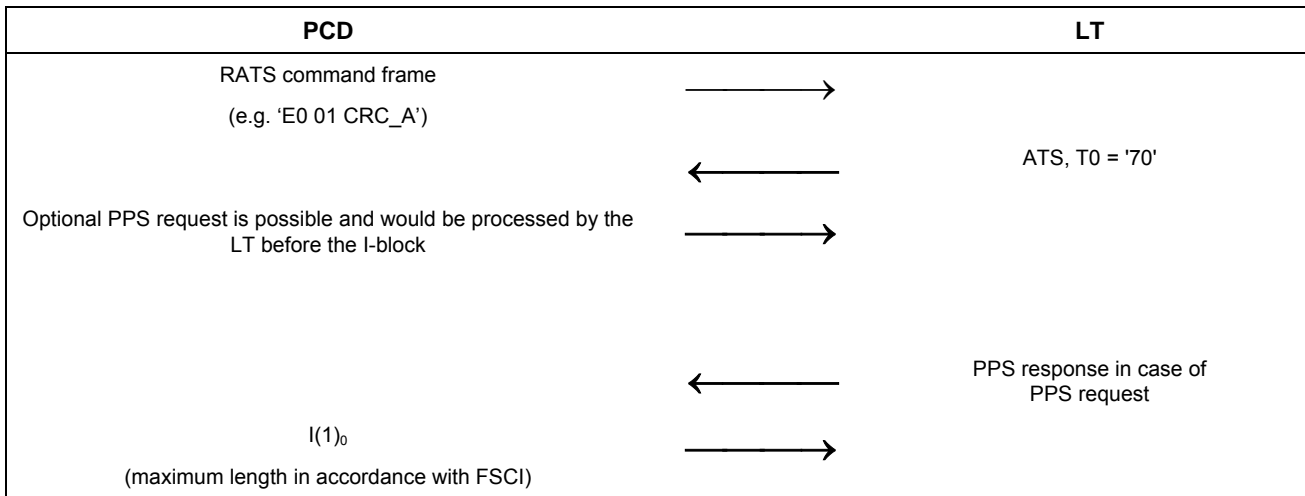 PCD LT
RATS command frame
(e.g. ‘E0 01 CRC_A’)
ATS, T0 = '70'
Optional PPS request is possible and would be processed by the
LT before the I-block
PPS response in case of
PPS request
I(1)₀
(maximum length in accordance with FSCI)